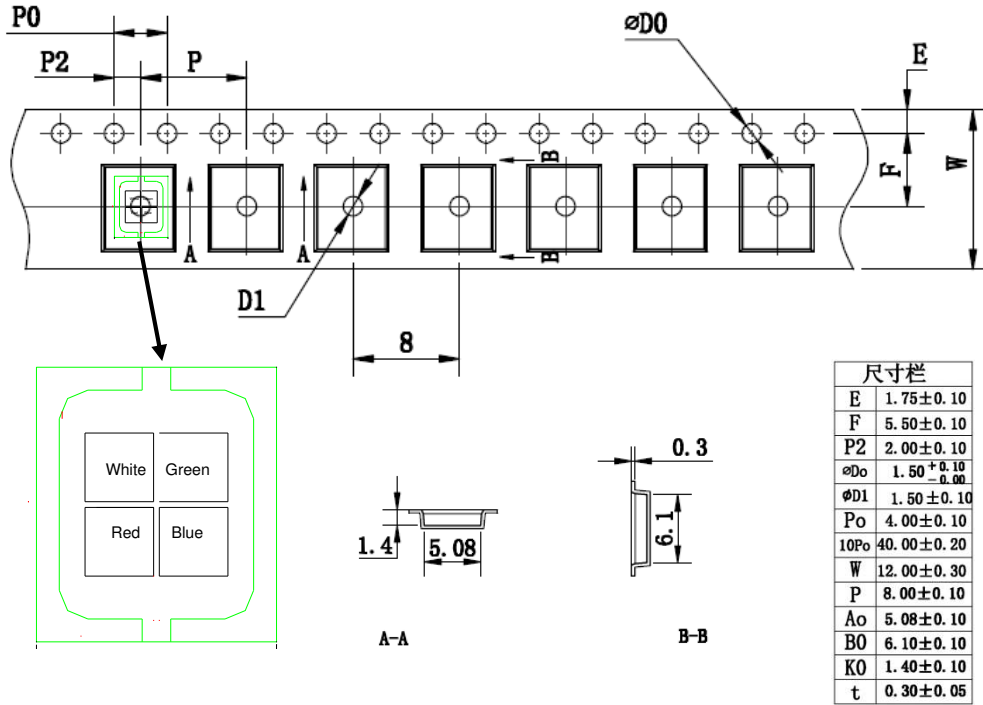 P0
P2
P
⌀D0
E
F
W
B
A
A
B
D1
8
White Green
Red Blue
1.4
5.08
A-A
0.3
6.1
B-B
尺寸栏
E 1.75±0.10
F 5.50±0.10
P2 2.00±0.10
⌀Do 1.50 +0.10 -0.00
ϕD1 1.50±0.10
Po 4.00±0.10
10Po 40.00±0.20
W 12.00±0.30
P 8.00±0.10
Ao 5.08±0.10
B0 6.10±0.10
K0 1.40±0.10
t 0.30±0.05